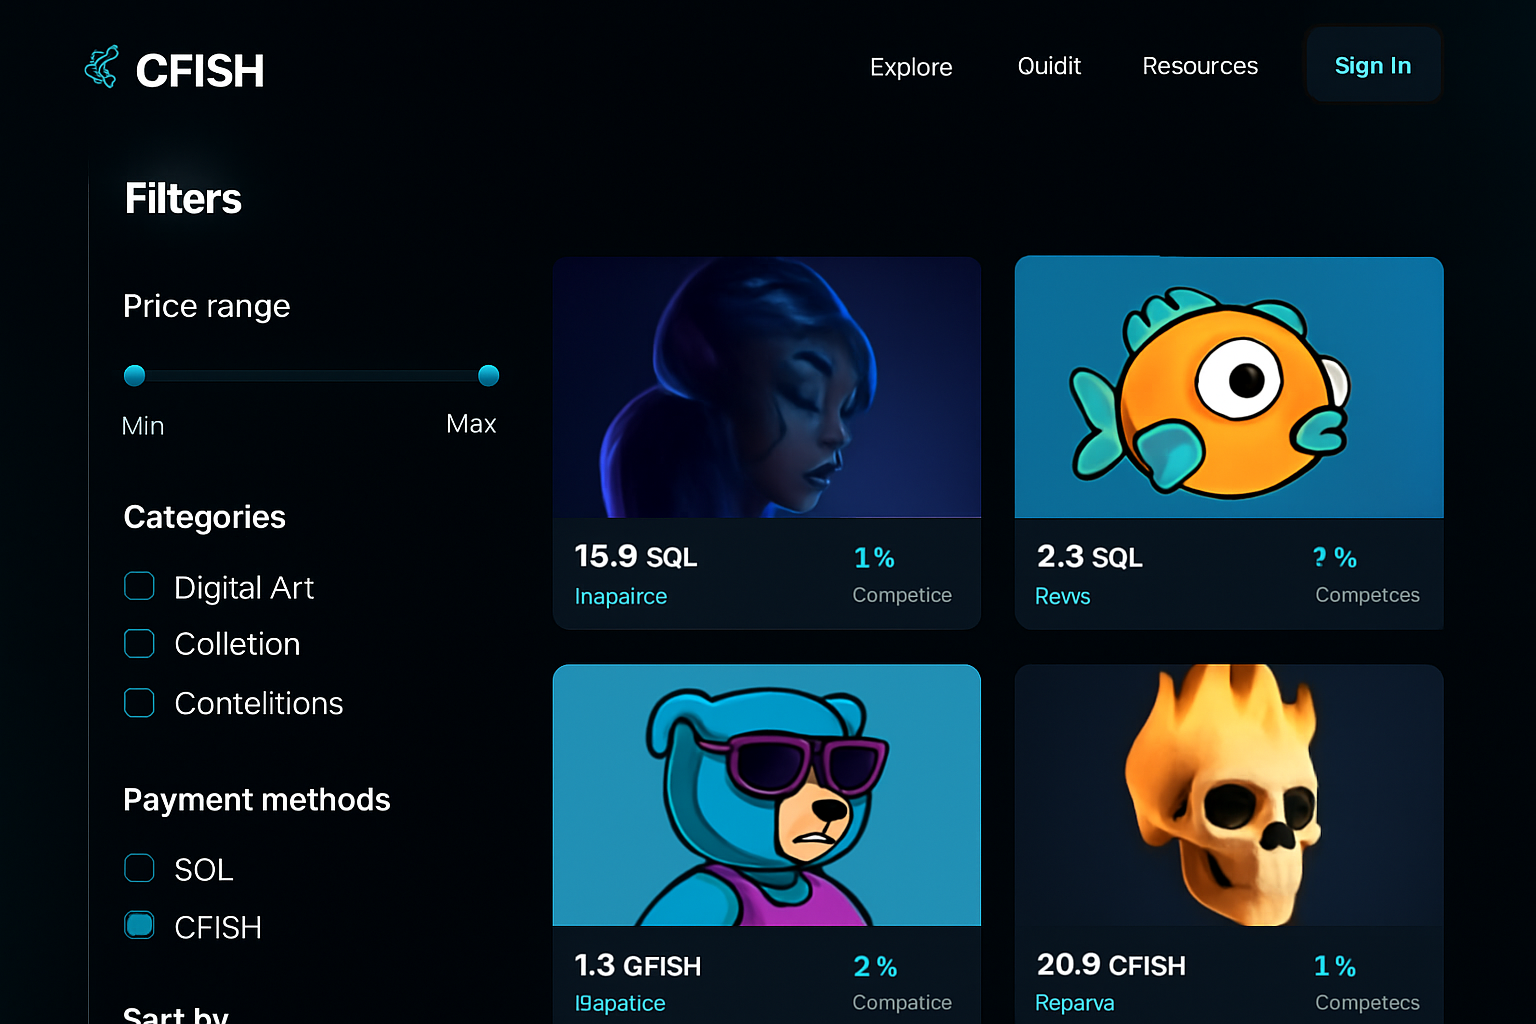 CFISH
Explore
Quidit
Resources
Sign In
Filters
Price range
Min
Max
Categories
Digital Art
Colletion
Contelitions
Payment methods
SOL
CFISH
Sart by
15.9 SQL
1%
Inapairce
Competice
2.3 SQL
? %
Revvs
Competces
1.3 GFISH
2%
I9apatice
Compatice
20.9 CFISH
1%
Reparva
Competecs